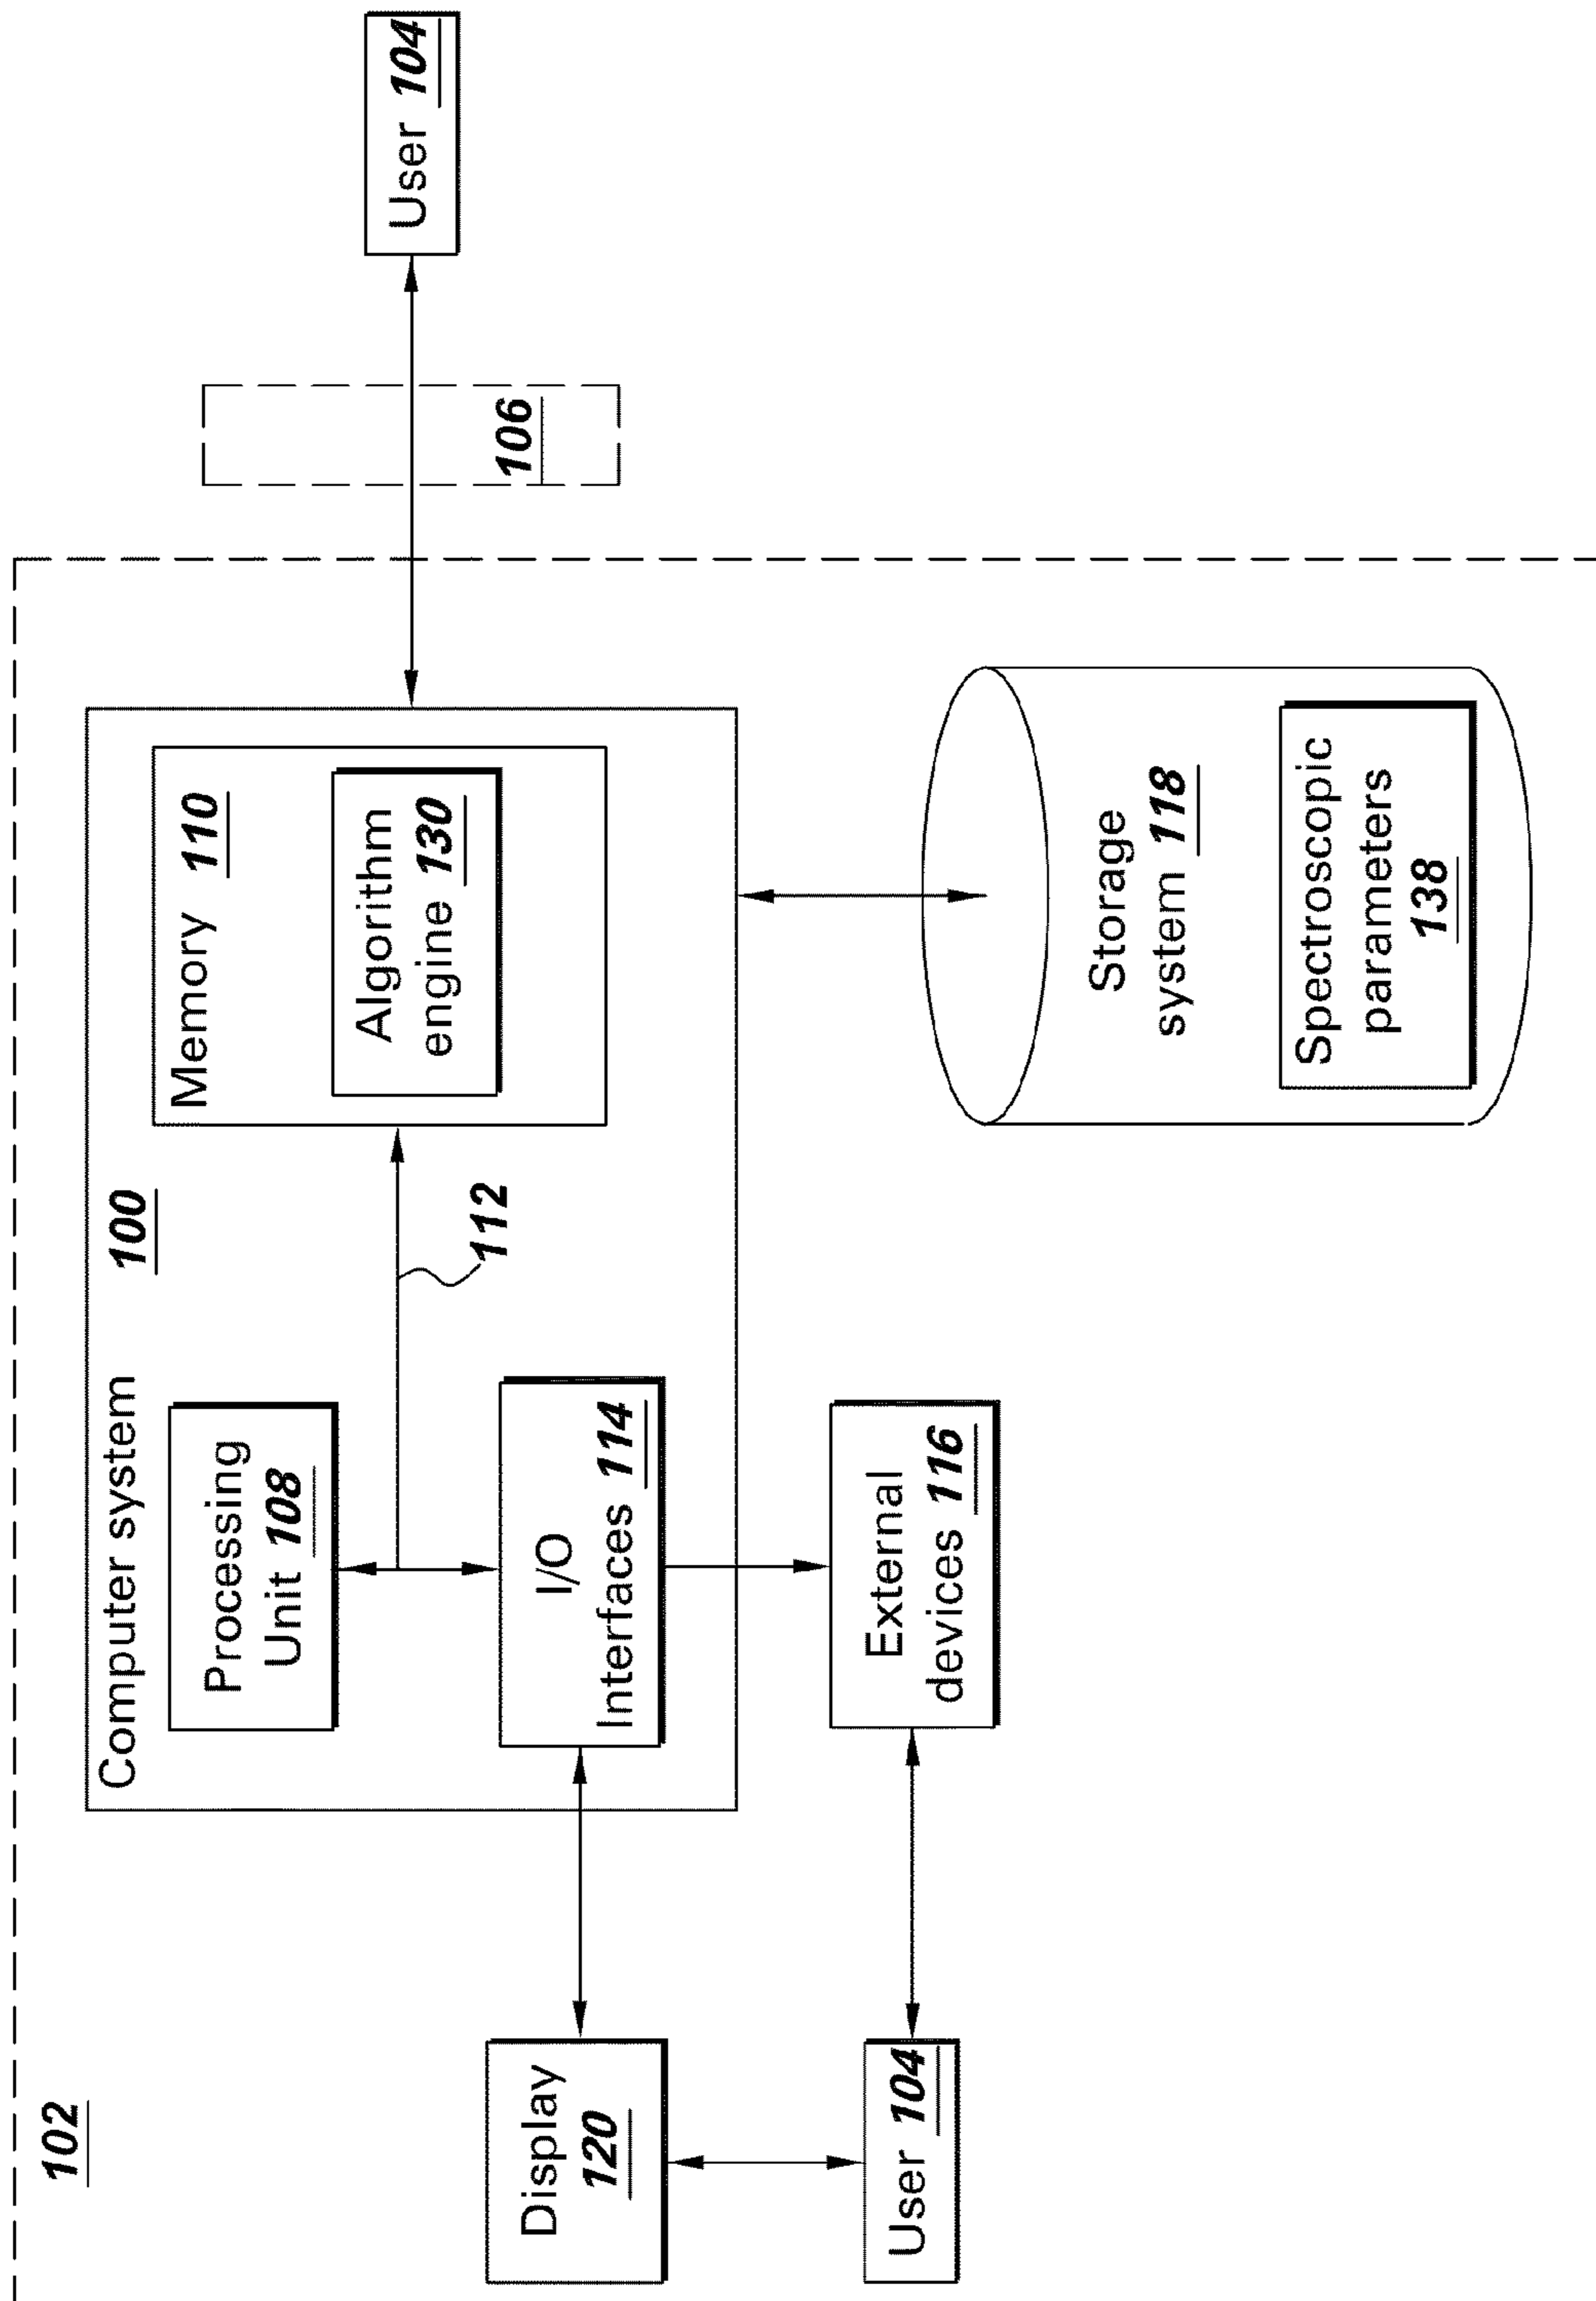 102
Computer system 100
Processing
Unit 108
Memory 110
Algorithm
engine 130
112
I/O
Interfaces 114
106
User 104
Display
120
External
devices 116
Storage
system 118
User 104
Spectroscopic
parameters
138